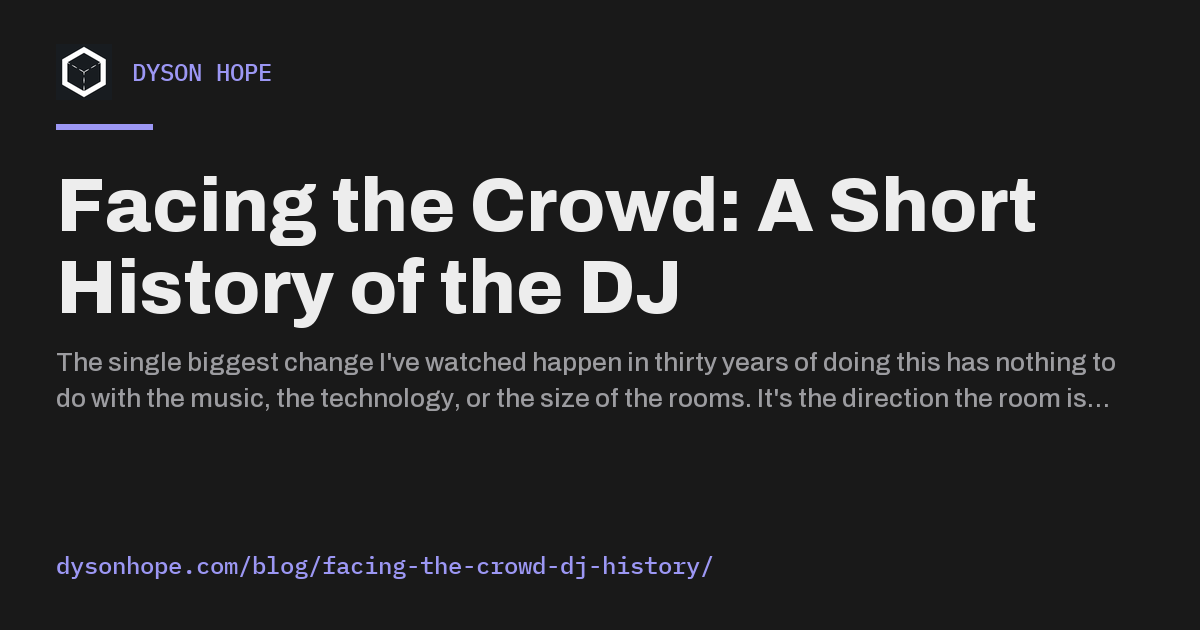 DYSON HOPE
Facing the Crowd: A Short
History of the DJ
The single biggest change I've watched happen in thirty years of doing this has nothing to
do with the music, the technology, or the size of the rooms. It's the direction the room is...
dysonhope.com/blog/facing-the-crowd-dj-history/